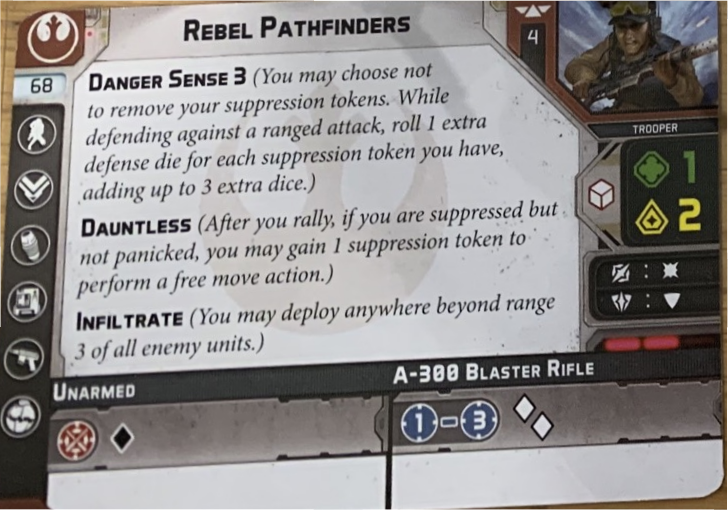 REBEL PATHFINDERS
4
68
DANGER SENSE 3 (You may choose not
to remove your suppression tokens. While
defending against a ranged attack, roll 1 extra
defense die for each suppression token you have,
adding up to 3 extra dice.)
DAUNTLESS (After you rally, if you are suppressed but
not panicked, you may gain 1 suppression token to
perform a free move action.)
INFILTRATE (You may deploy anywhere beyond range
3 of all enemy units.)
TROOPER
1
2
:
:
UNARMED
A-300 BLASTER RIFLE
1-3